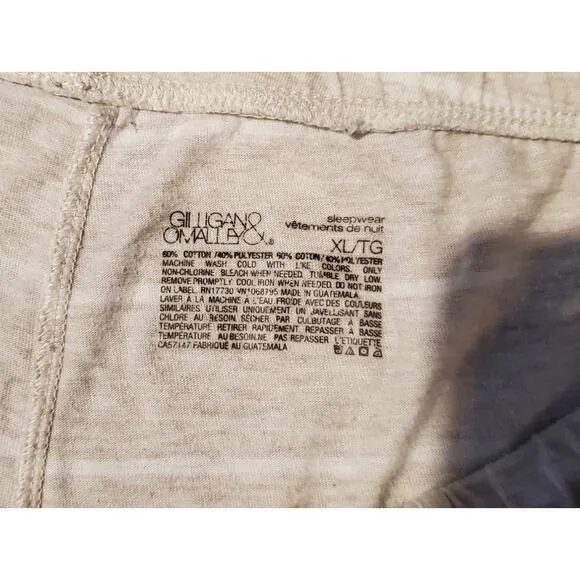 GILLIGAN &
O'MALLEY ®
sleepwear
vêtements de nuit
XL/TG
60% COTTON /40% POLYESTER 60% COTTON / 40% POLYESTER
MACHINE WASH COLD WITH LIKE COLORS. ONLY
NON-CHLORINE BLEACH WHEN NEEDED. TUMBLE DRY LOW.
REMOVE PROMPTLY. COOL IRON WHEN NEEDED. DO NOT IRON
ON LABEL. RN17730 VN1068795 MADE IN GUATEMALA
LAVER À LA MACHINE À L'EAU FROIDE AVEC DES COULEURS
SIMILAIRES. UTILISER UNIQUEMENT UN JAVELLISANT SANS
CHLORE AU BESOIN. SÉCHER PAR CULBUTAGE À BASSE
TEMPÉRATURE RETIRER RAPIDEMENT. REPASSER À BASSE
TEMPÉRATURE AU BESOIN.NE PAS REPASSER L'ÉTIQUETTE.
CA57147 FABRIQUÉ AU GUATEMALA